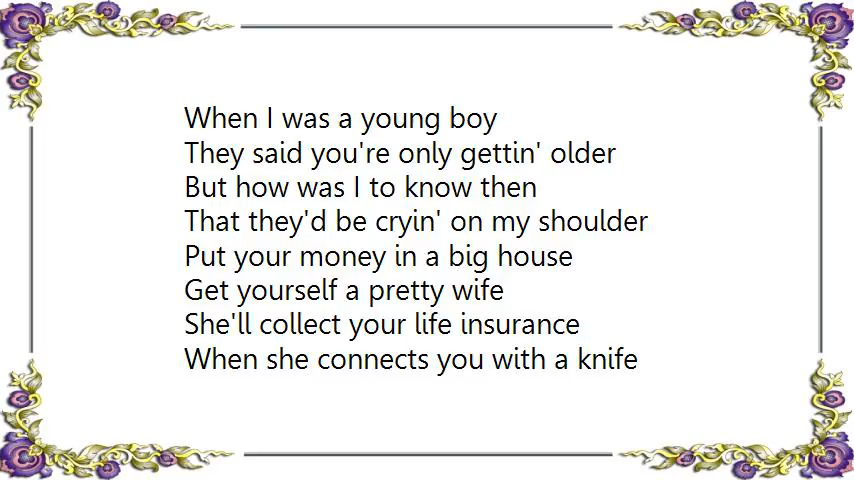 When I was a young boy
They said you're only gettin' older
But how was I to know then
That they'd be cryin' on my shoulder
Put your money in a big house
Get yourself a pretty wife
She'll collect your life insurance
When she connects you with a knife